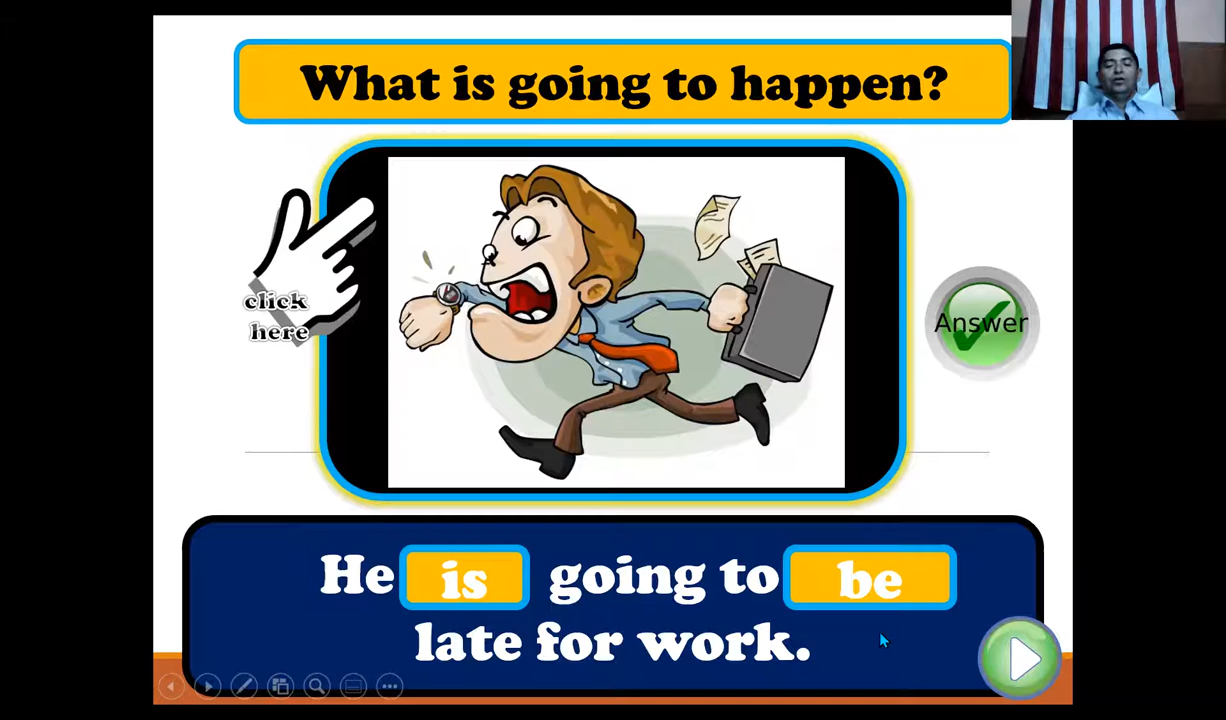 What is going to happen?
click
here
Answer
He is going to be
late for work.